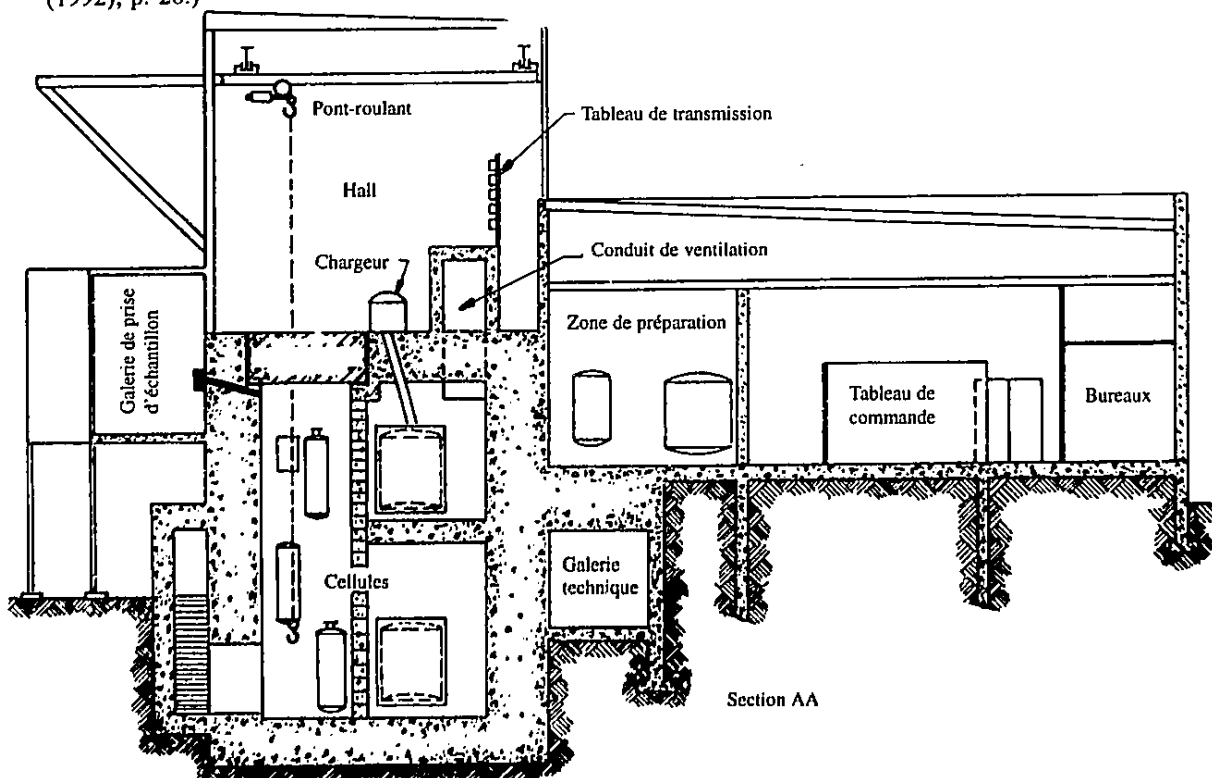 (1992), p. 26.)
Pont-roulant
Tableau de transmission
Hall
Conduit de ventilation
Chargeur
Galerie de prise
d'échantillon
Zone de préparation
Tableau de
commande
Bureaux
Cellules
Galerie
technique
Section AA